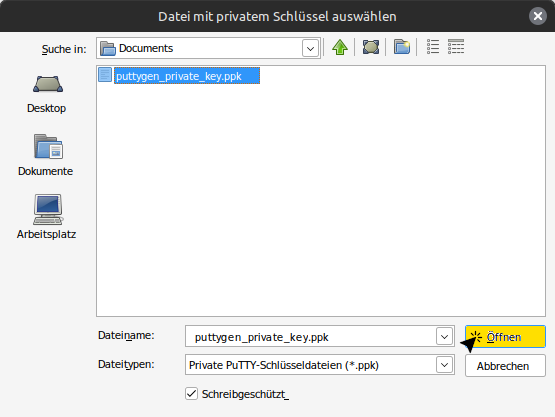 Datei mit privatem Schlüssel auswählen
Suche in:
Documents
puttygen_private_key.ppk
Desktop
Dokumente
Arbeitsplatz
Dateiname:
puttygen_private_key.ppk
Öffnen
Dateitypen:
Private PuTTY-Schlüsseldateien (*.ppk)
Abbrechen
Schreibgeschützt